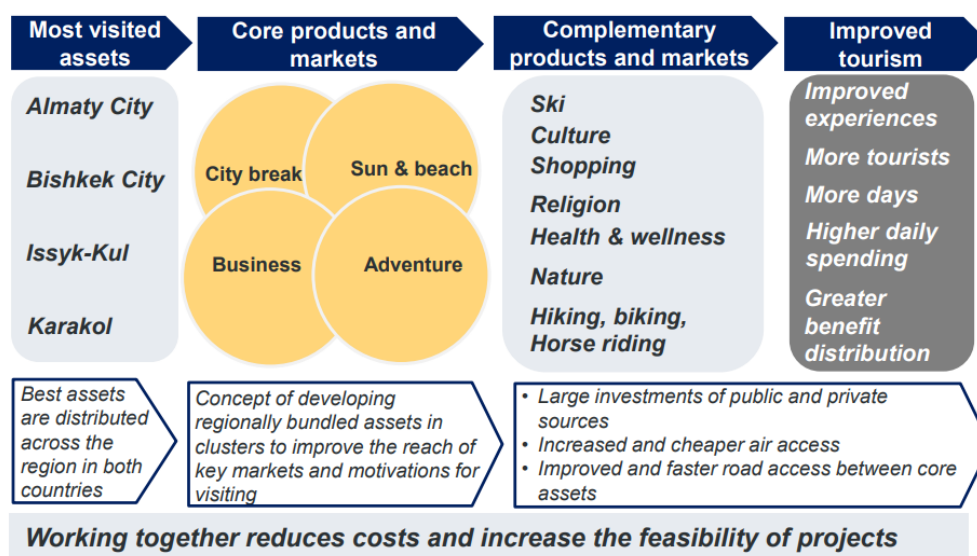 Most visited
assets
Core products and
markets
Complementary
products and markets
Improved
tourism
Almaty City
Bishkek City
Issyk-Kul
Karakol
City break
Sun & beach
Business
Adventure
Ski
Culture
Shopping
Religion
Health & wellness
Nature
Hiking, biking,
Horse riding
Improved
experiences
More tourists
More days
Higher daily
spending
Greater
benefit
distribution
Best assets
are distributed
across the
region in both
countries
Concept of developing
regionally bundled assets in
clusters to improve the reach of
key markets and motivations for
visiting
• Large investments of public and private
sources
• Increased and cheaper air access
• Improved and faster road access between core
assets
Working together reduces costs and increase the feasibility of projects